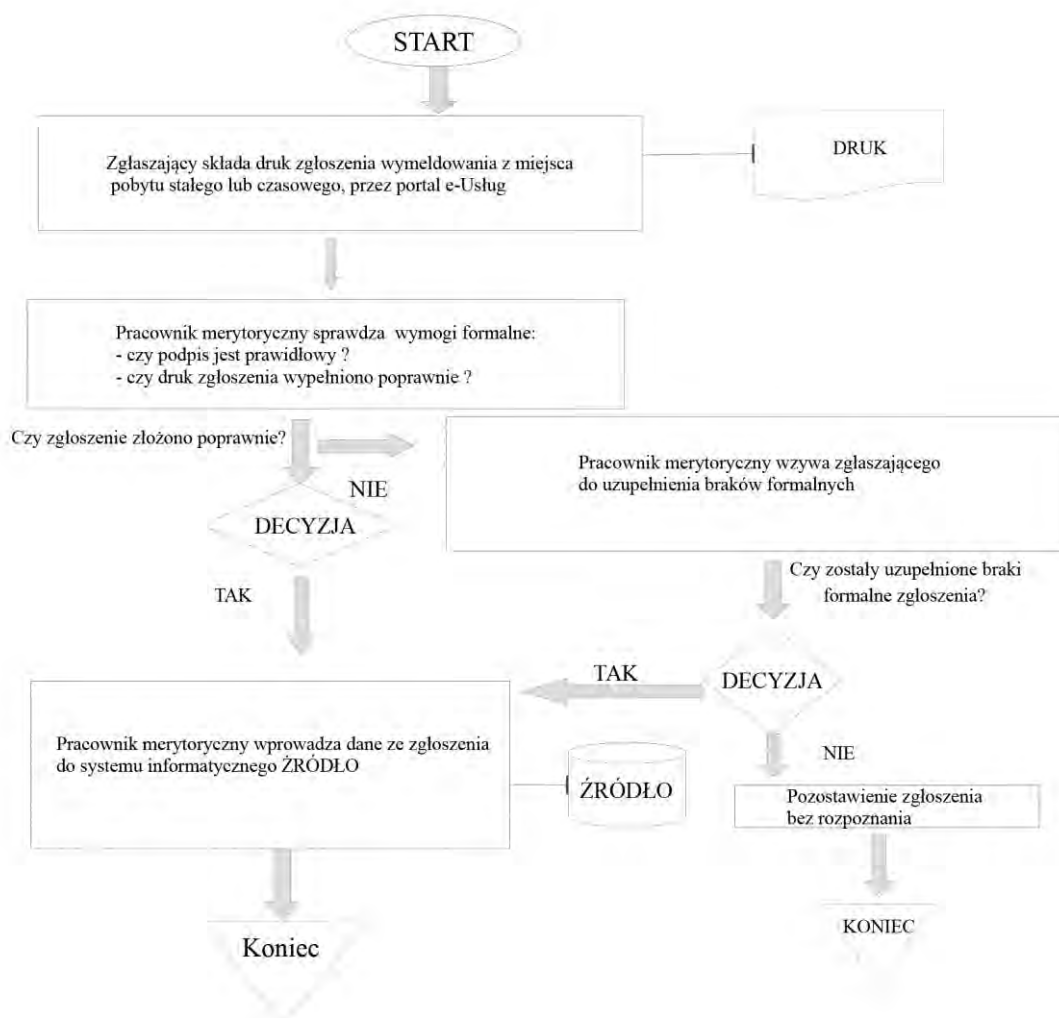 START
Zgłaszający składa druk zgłoszenia wymeldowania z miejsca
pobytu stałego lub czasowego, przez portal e-Usług
DRUK
Pracownik merytoryczny sprawdza wymogi formalne:
- czy podpis jest prawidłowy ?
- czy druk zgłoszenia wypełniono poprawnie ?
Czy zgłoszenie złożono poprawnie?
NIE
Pracownik merytoryczny wzywa zgłaszającego
do uzupełnienia braków formalnych
DECYZJA
TAK
Czy zostały uzupełnione braki
formalne zgłoszenia?
TAK
DECYZJA
Pracownik merytoryczny wprowadza dane ze zgłoszenia
do systemu informatycznego ŻRÓDŁO
ŹRÓDŁO
NIE
Pozostawienie zgłoszenia
bez rozpoznania
Koniec
KONIEC